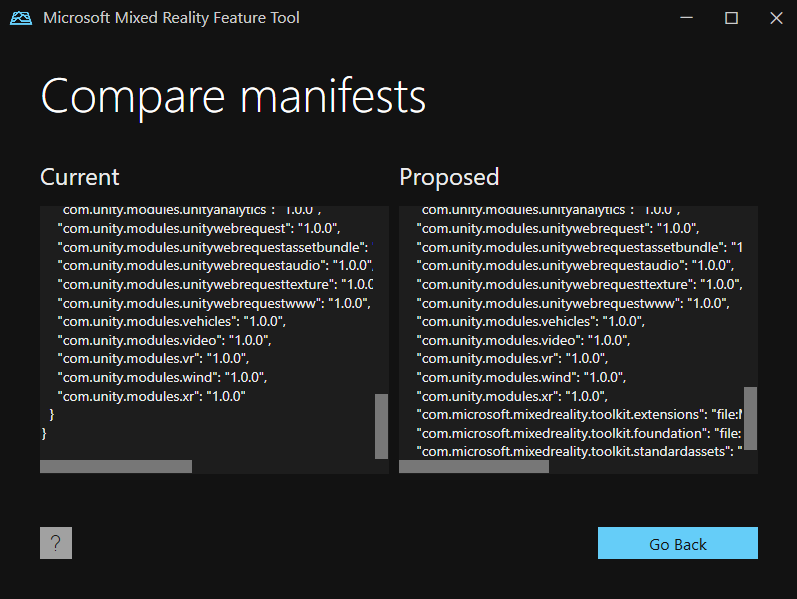 Microsoft Mixed Reality Feature Tool
Compare manifests
Current
"com.unity.modules.unityanalytics": "1.0.0",
"com.unity.modules.unitywebrequest": "1.0.0",
"com.unity.modules.unitywebrequestassetbundle":
"com.unity.modules.unitywebrequestaudio": "1.0.0",
"com.unity.modules.unitywebrequesttexture": "1.0.0
"com.unity.modules.unitywebrequestwww": "1.0.0",
"com.unity.modules.vehicles": "1.0.0",
"com.unity.modules.video": "1.0.0",
"com.unity.modules.vr": "1.0.0",
"com.unity.modules.wind": "1.0.0",
"com.unity.modules.xr": "1.0.0"
}
}
Proposed
"com.unity.modules.unityanalytics": "1.0.0",
"com.unity.modules.unitywebrequest": "1.0.0",
"com.unity.modules.unitywebrequestassetbundle": "1
"com.unity.modules.unitywebrequestaudio": "1.0.0",
"com.unity.modules.unitywebrequesttexture": "1.0.0",
"com.unity.modules.unitywebrequestwww": "1.0.0",
"com.unity.modules.vehicles": "1.0.0",
"com.unity.modules.video": "1.0.0",
"com.unity.modules.vr": "1.0.0",
"com.unity.modules.wind": "1.0.0",
"com.unity.modules.xr": "1.0.0",
"com.microsoft.mixedreality.toolkit.extensions": "file:
"com.microsoft.mixedreality.toolkit.foundation": "file:
"com.microsoft.mixedreality.toolkit.standardassets": "
?
Go Back